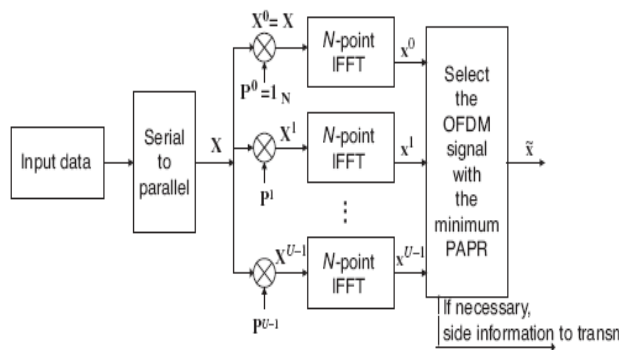 X⁰= X
N-point
IFFT
x⁰
P⁰ =1 N
Select
the
OFDM
signal
with
the
minimum
PAPR
Input data
Serial
to
parallel
X
X¹
N-point
IFFT
x¹
x̃
P¹
⋮
X^{U-1}
N-point
IFFT
x^{U-1}
P^{U-1}
If necessary,
side information to transm